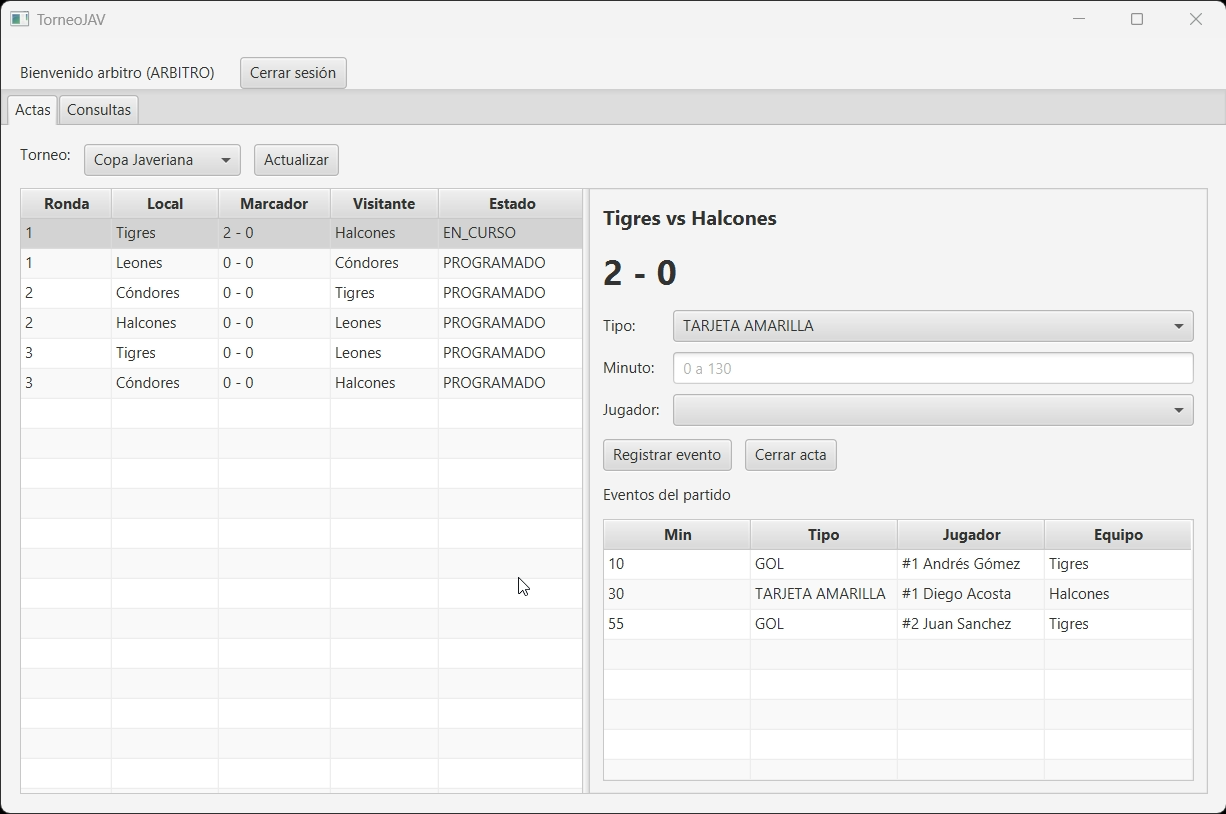 TorneoJAV
Bienvenido arbitro (ARBITRO) Cerrar sesión
Actas Consultas
Torneo: Copa Javeriana Actualizar
Ronda Local Marcador Visitante Estado
1 Tigres 2 - 0 Halcones EN_CURSO
1 Leones 0 - 0 Cóndores PROGRAMADO
2 Cóndores 0 - 0 Tigres PROGRAMADO
2 Halcones 0 - 0 Leones PROGRAMADO
3 Tigres 0 - 0 Leones PROGRAMADO
3 Cóndores 0 - 0 Halcones PROGRAMADO
Tigres vs Halcones
2 - 0
Tipo: TARJETA AMARILLA
Minuto: 0 a 130
Jugador:
Registrar evento Cerrar acta
Eventos del partido
Min Tipo Jugador Equipo
10 GOL #1 Andrés Gómez Tigres
30 TARJETA AMARILLA #1 Diego Acosta Halcones
55 GOL #2 Juan Sanchez Tigres